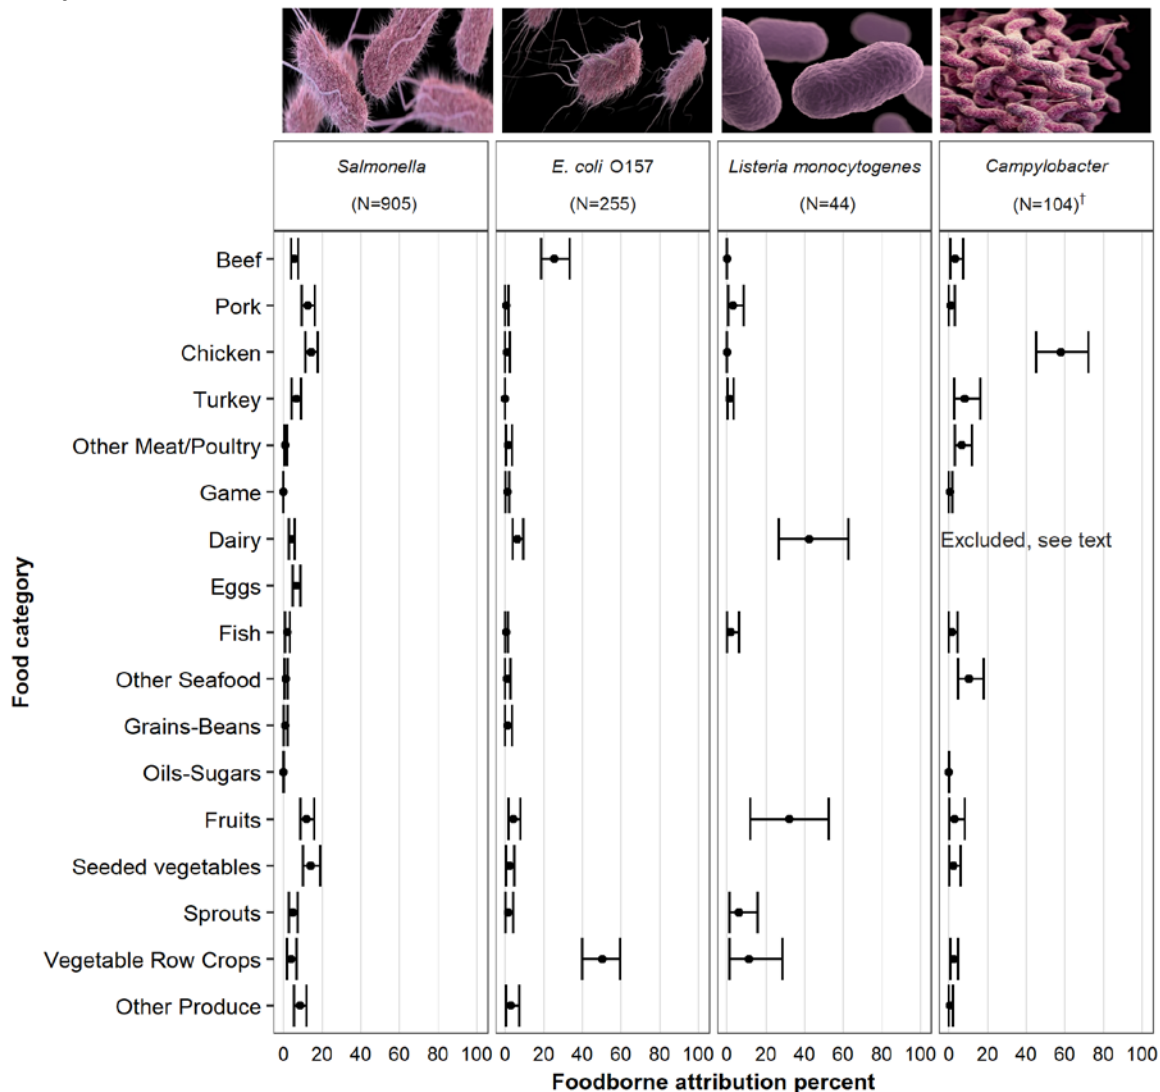 Salmonella
(N=905)
E. coli O157
(N=255)
Listeria monocytogenes
(N=44)
Campylobacter
(N=104)†
Food category
Beef
Pork
Chicken
Turkey
Other Meat/Poultry
Game
Dairy
Excluded, see text
Eggs
Fish
Other Seafood
Grains-Beans
Oils-Sugars
Fruits
Seeded vegetables
Sprouts
Vegetable Row Crops
Other Produce
0 20 40 60 80 100
0 20 40 60 80 100
0 20 40 60 80 100
0 20 40 60 80 100
Foodborne attribution percent